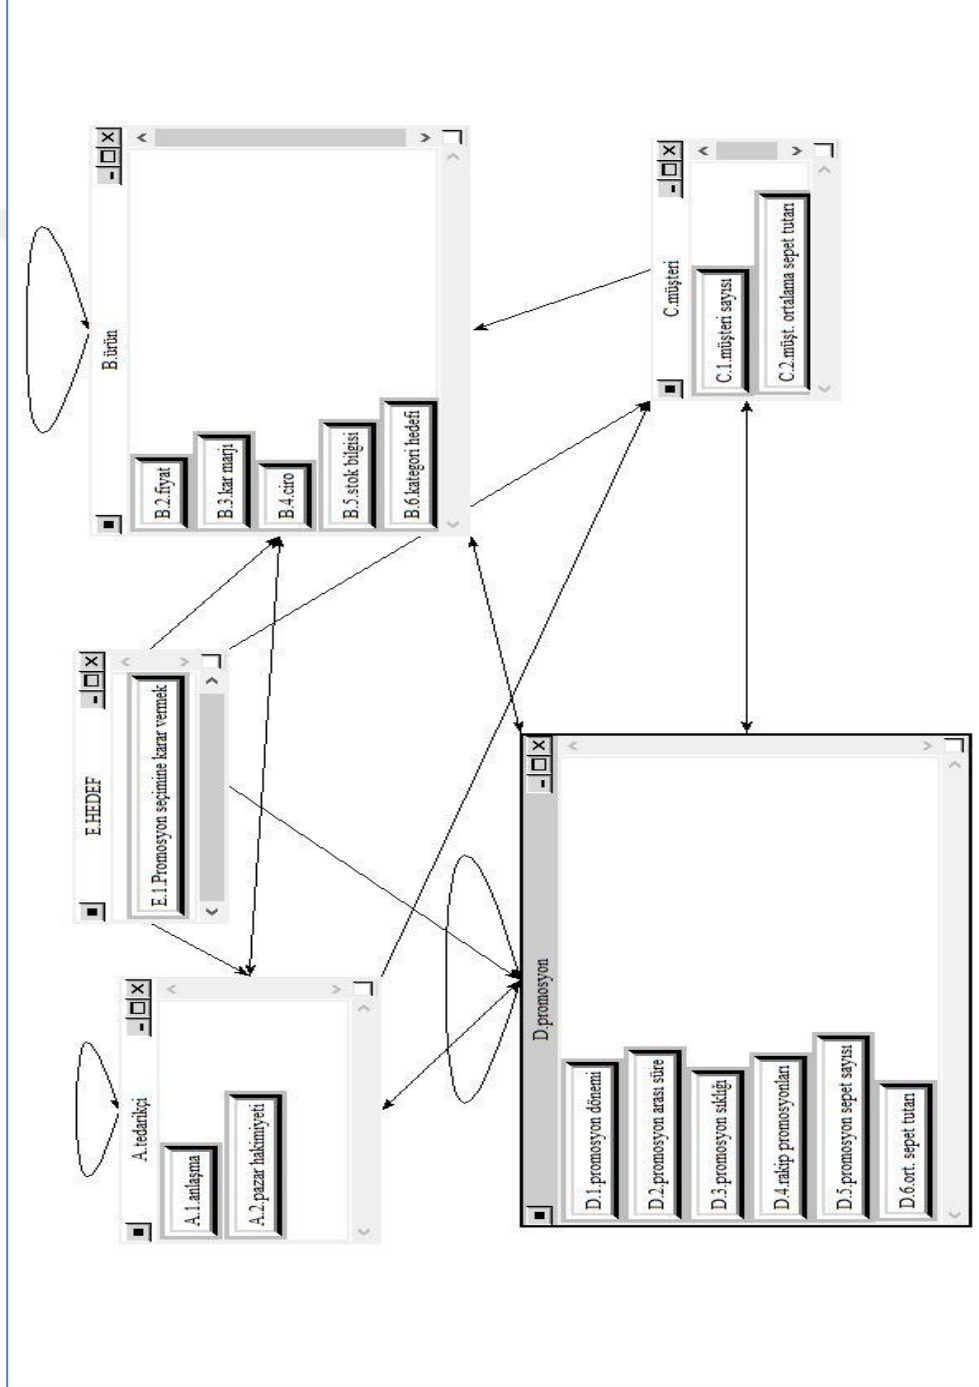 E.HEDEF
E.1.Promosyon seçimine karar vermek
A.tedarikçi
A.1.anlaşma
A.2.pazar hakimiyeti
B.ürün
B.2.fiyat
B.3.kar marjı
B.4.ciro
B.5.stok bilgisi
B.6.kategori hedefi
D.promosyon
D.1.promosyon dönemi
D.2.promosyon arası süre
D.3.promosyon sıklığı
D.4.rakip promosyonları
D.5.promosyon sepet sayısı
D.6.ort. sepet tutarı
C.müşteri
C.1.müşteri sayısı
C.2.müşt. ortalama sepet tutarı